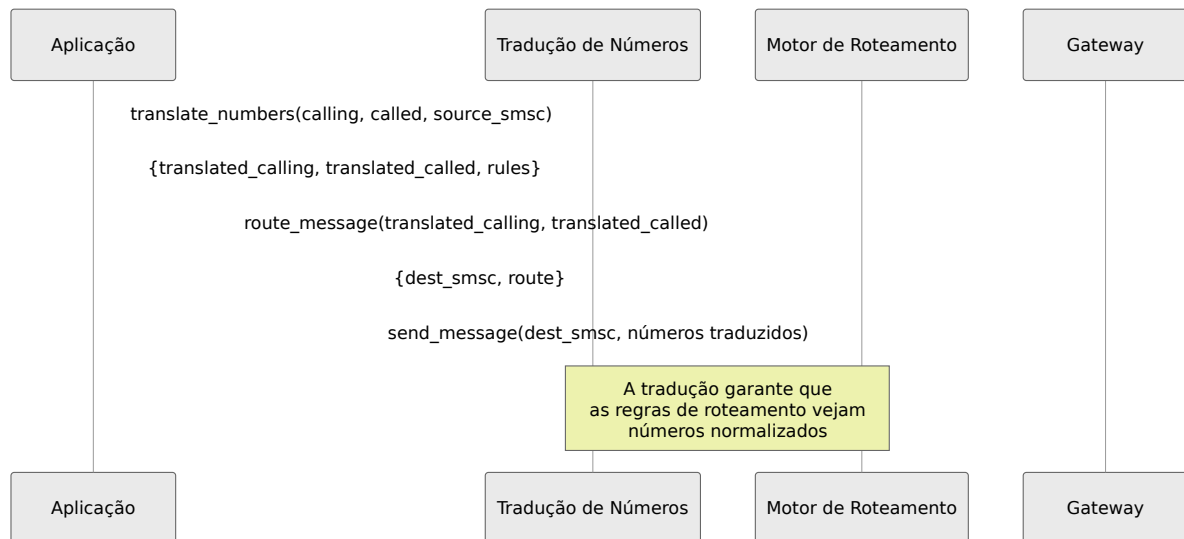 Aplicação
Tradução de Números
Motor de Roteamento
Gateway
translate_numbers(calling, called, source_smsc)
{translated_calling, translated_called, rules}
route_message(translated_calling, translated_called)
{dest_smsc, route}
send_message(dest_smsc, números traduzidos)
A tradução garante que
as regras de roteamento vejam
números normalizados
Aplicação
Tradução de Números
Motor de Roteamento
Gateway